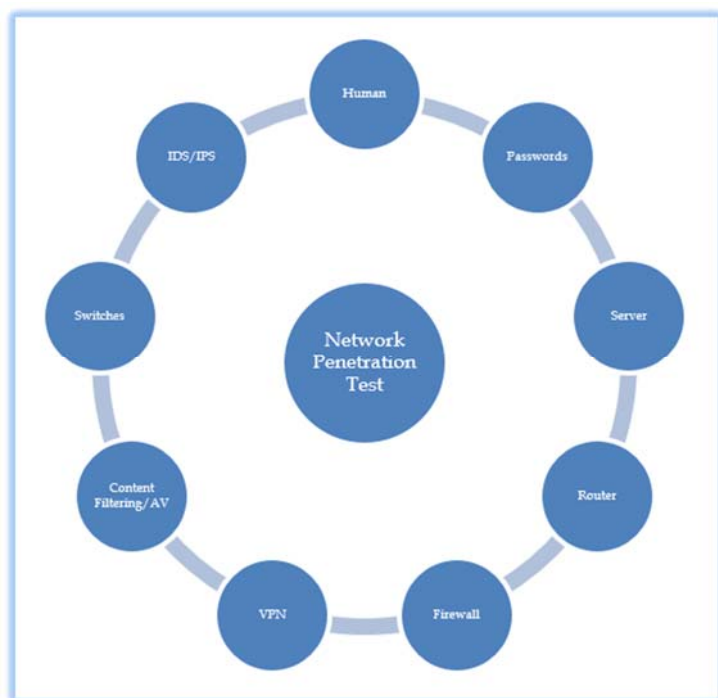 Human
Passwords
Server
Router
Firewall
VPN
Content
Filtering/AV
Switches
IDS/IPS
Network
Penetration
Test